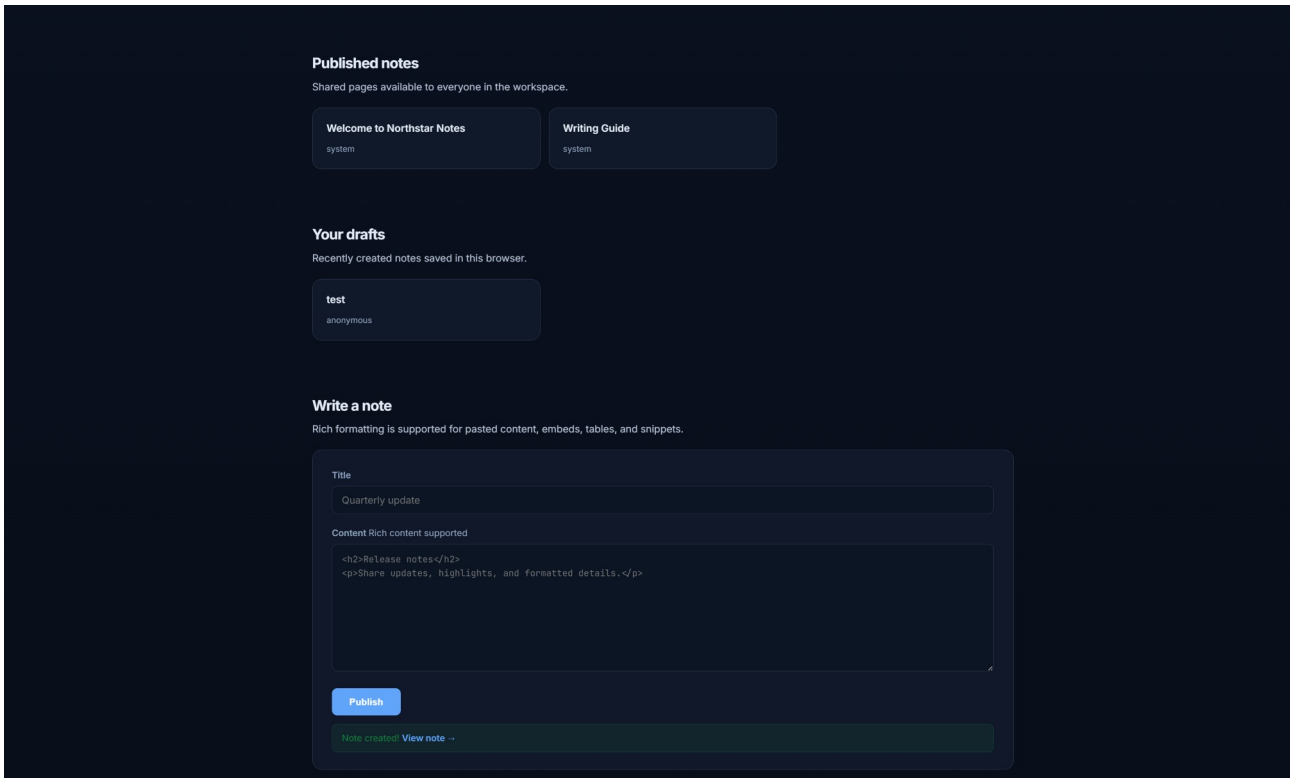 Published notes
Shared pages available to everyone in the workspace.
Welcome to Northstar Notes
system
Writing Guide
system
Your drafts
Recently created notes saved in this browser.
test
anonymous
Write a note
Rich formatting is supported for pasted content, embeds, tables, and snippets.
Title
Quarterly update
Content Rich content supported
<h2>Release notes</h2>
<p>Share updates, highlights, and formatted details.</p>
Publish
Note created! View note →